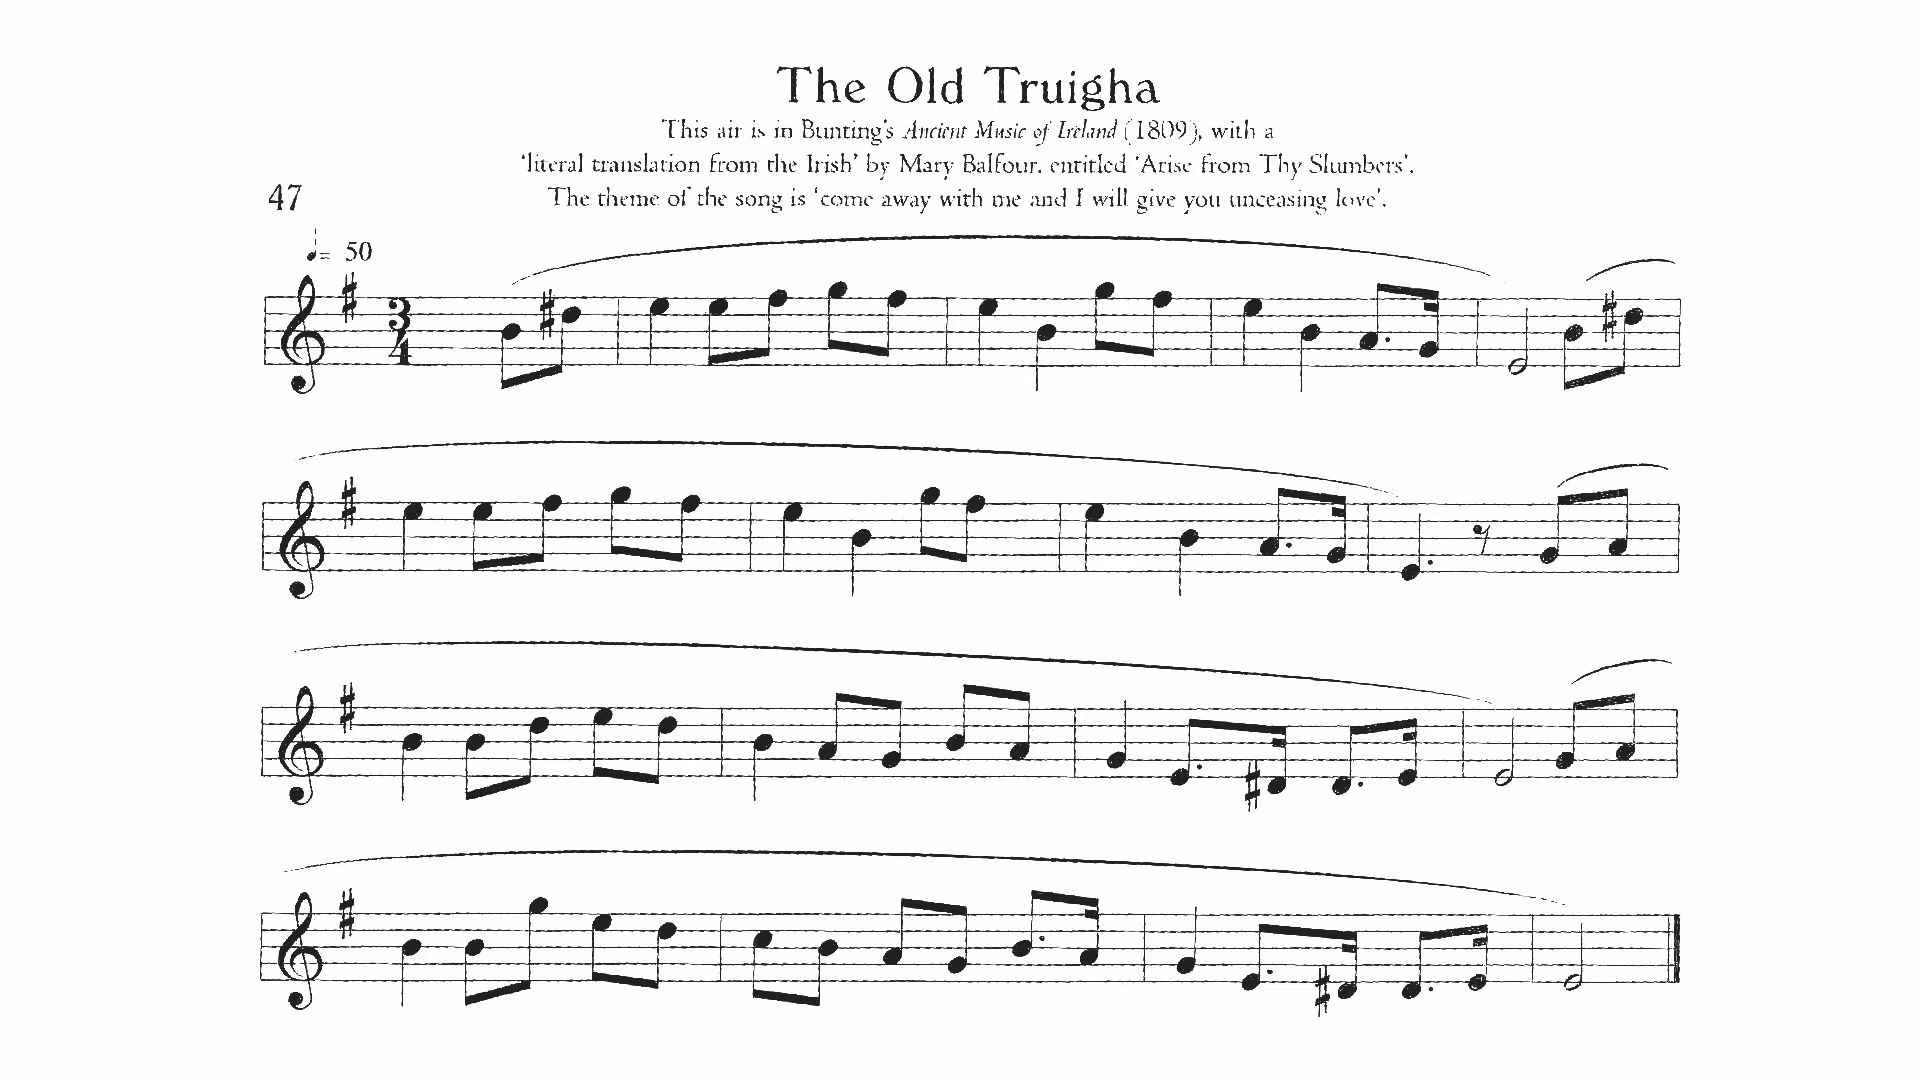 The Old Truigha
This air is in Bunting's Ancient Music of Ireland (1809), with a
'literal translation from the Irish' by Mary Balfour, entitled 'Arise from Thy Slumbers'.
The theme of the song is 'come away with me and I will give you unceasing love'.
47
♩= 50
3
4